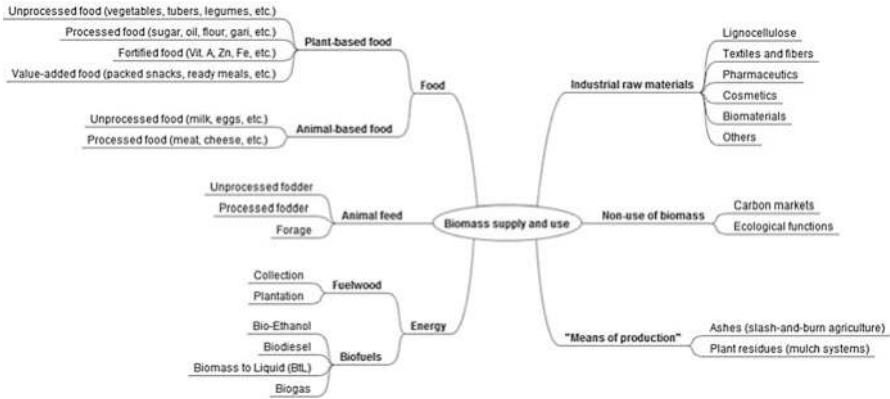 Unprocessed food (vegetables, tubers, legumes, etc.)
Processed food (sugar, oil, flour, gari, etc.)
Fortified food (Vit. A, Zn, Fe, etc.)
Value-added food (packed snacks, ready meals, etc.)
Plant-based food
Unprocessed food (milk, eggs, etc.)
Processed food (meat, cheese, etc.)
Animal-based food
Food
Unprocessed fodder
Processed fodder
Forage
Animal feed
Collection
Plantation
Fuelwood
Bio-Ethanol
Biodiesel
Biomass to Liquid (BtL)
Biogas
Biofuels
Energy
Biomass supply and use
Industrial raw materials
Lignocellulose
Textiles and fibers
Pharmaceutics
Cosmetics
Biomaterials
Others
Non-use of biomass
Carbon markets
Ecological functions
"Means of production"
Ashes (slash-and-burn agriculture)
Plant residues (mulch systems)